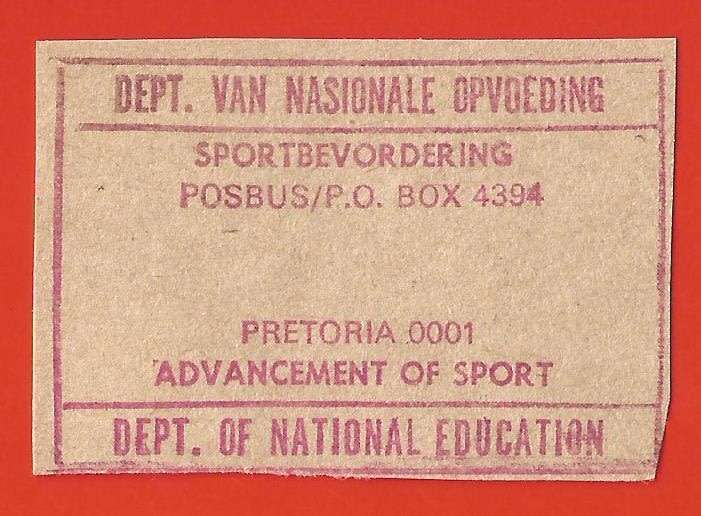 DEPT. VAN NASIONALE OPVOEDING
SPORTBEVORDERING
POSBUS/P.O. BOX 4394
PRETORIA 0001
ADVANCEMENT OF SPORT
DEPT. OF NATIONAL EDUCATION